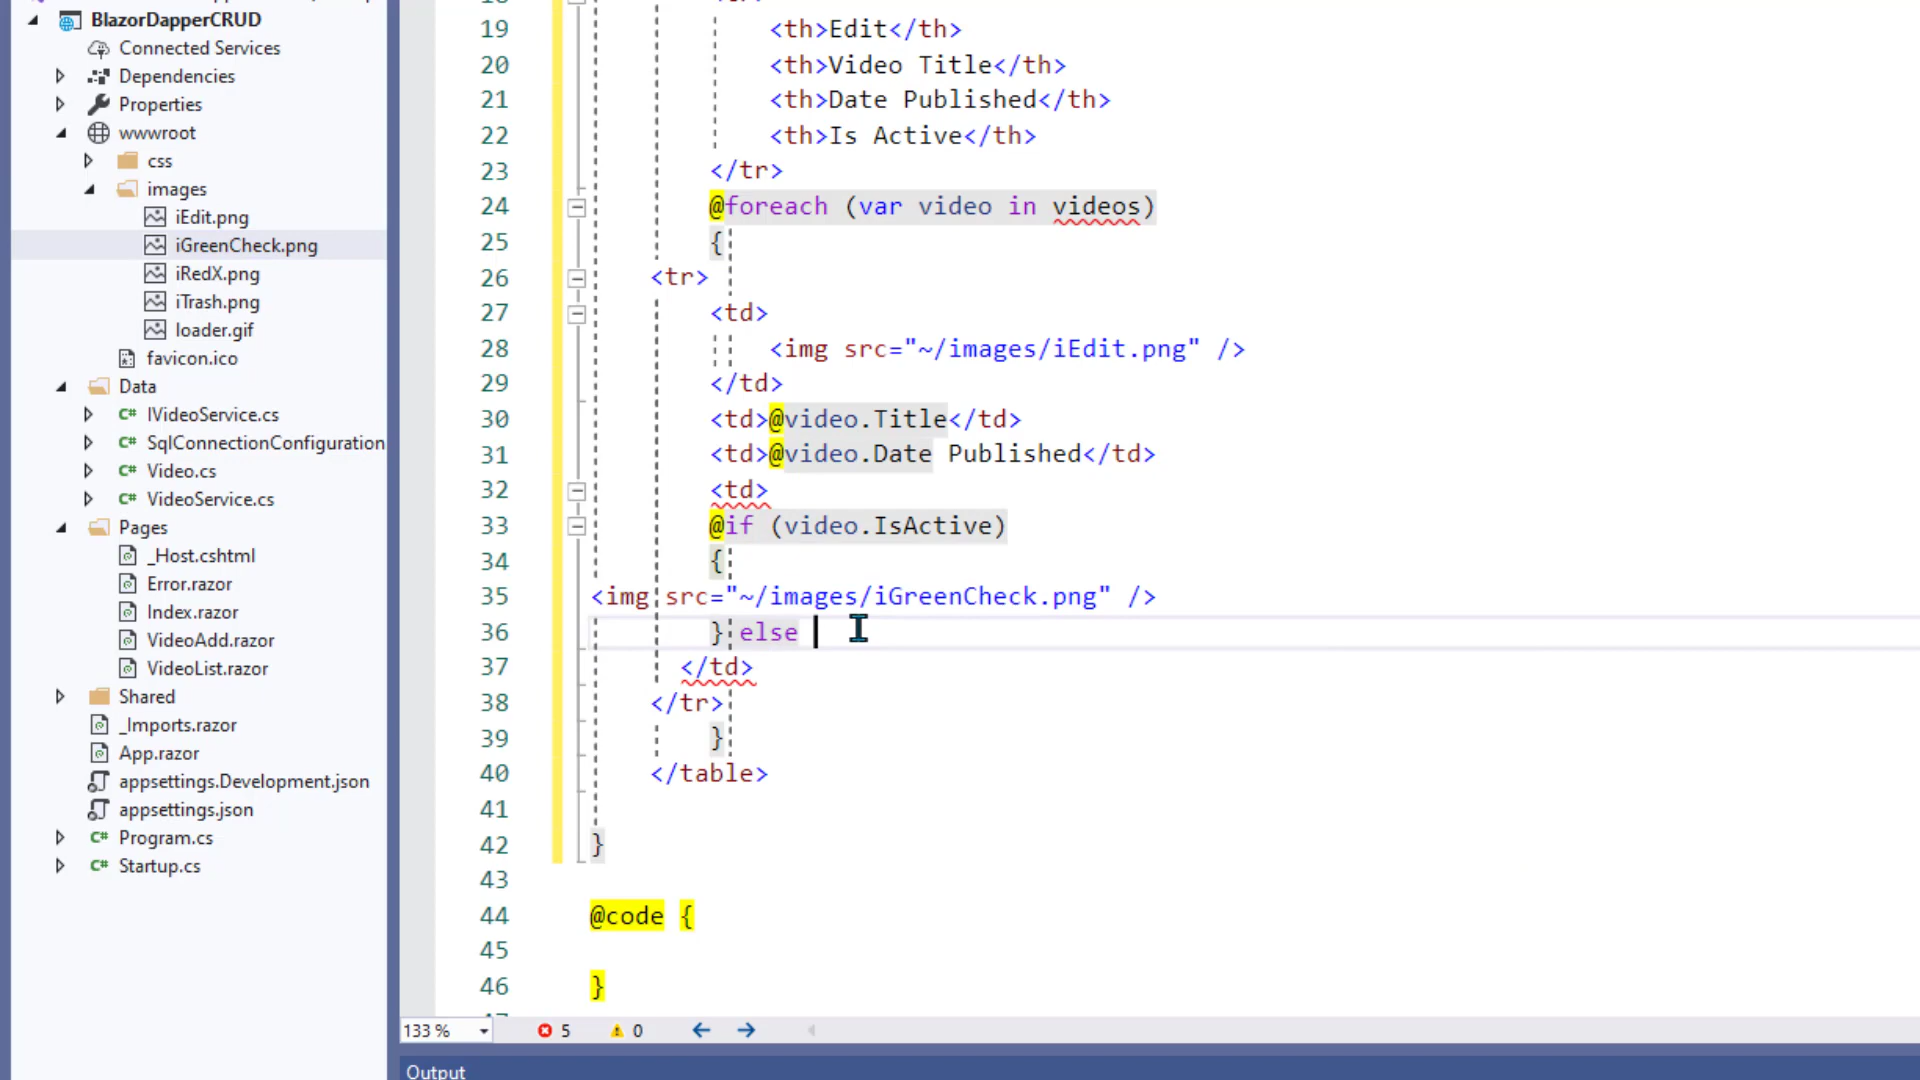 BlazorDapperCRUD
Connected Services
Dependencies
Properties
wwwroot
css
images
iEdit.png
iGreenCheck.png
iRedX.png
iTrash.png
loader.gif
favicon.ico
Data
C# IVideoService.cs
C# SqlConnectionConfiguration
C# Video.cs
C# VideoService.cs
Pages
_Host.cshtml
Error.razor
Index.razor
VideoAdd.razor
VideoList.razor
Shared
_Imports.razor
App.razor
appsettings.Development.json
appsettings.json
C# Program.cs
C# Startup.cs
19 <th>Edit</th>
20 <th>Video Title</th>
21 <th>Date Published</th>
22 <th>Is Active</th>
23 </tr>
24 @foreach (var video in videos)
25 {
26 <tr>
27 <td>
28 <img src="~/images/iEdit.png" />
29 </td>
30 <td>@video.Title</td>
31 <td>@video.Date Published</td>
32 <td>
33 @if (video.IsActive)
34 {
35 <img src="~/images/iGreenCheck.png" />
36 } else
37 </td>
38 </tr>
39 }
40 </table>
41
42 }
43
44 @code {
45
46 }
133 % 5 0
Output